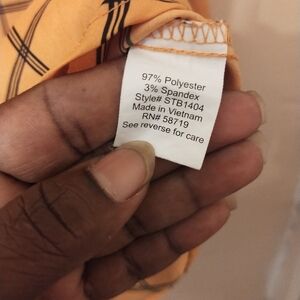 97% Polyester
3% Spandex
Style# STB1404
Made in Vietnam
RN# 58719
See reverse for care